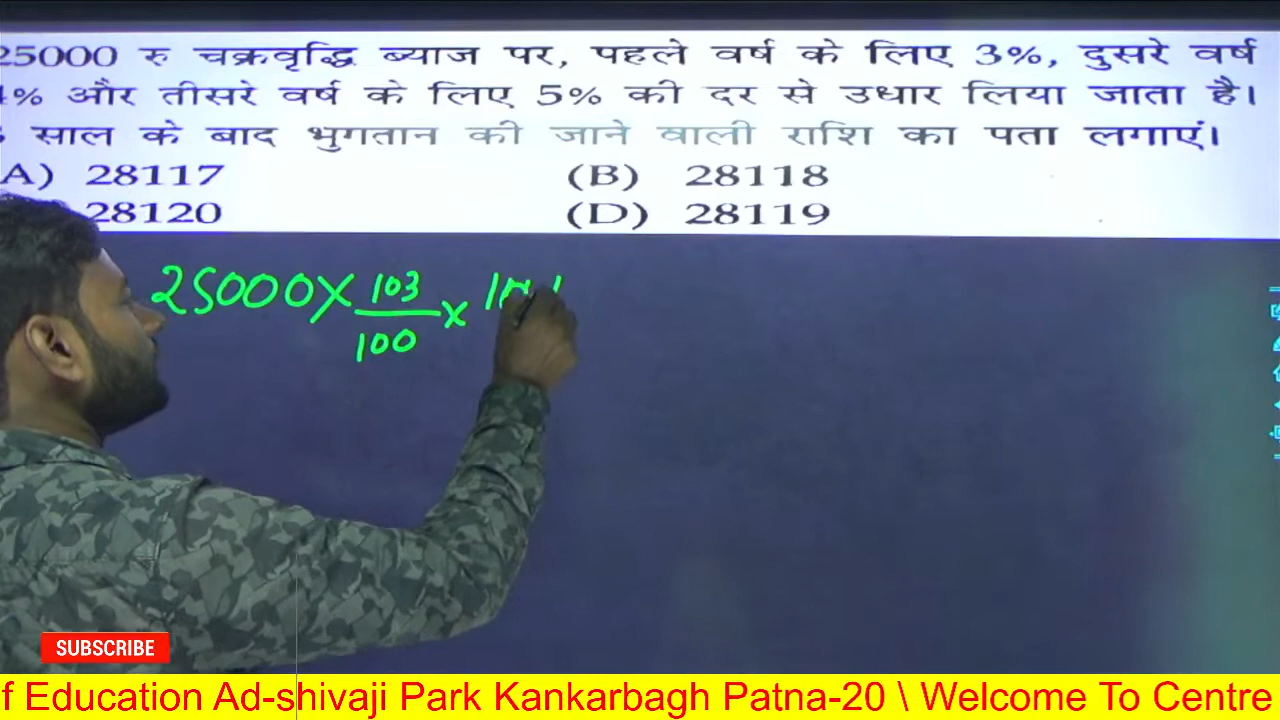 25000 रु चक्रवृद्धि ब्याज पर, पहले वर्ष के लिए 3%, दुसरे वर्ष
% और तीसरे वर्ष के लिए 5% की दर से उधार लिया जाता है।
साल के बाद भुगतान की जाने वाली राशि का पता लगाएं।
A) 28117 (B) 28118
28120 (D) 28119
25000 × 103/100 ×
SUBSCRIBE
f Education Ad-shivaji Park Kankarbagh Patna-20 \ Welcome To Centre